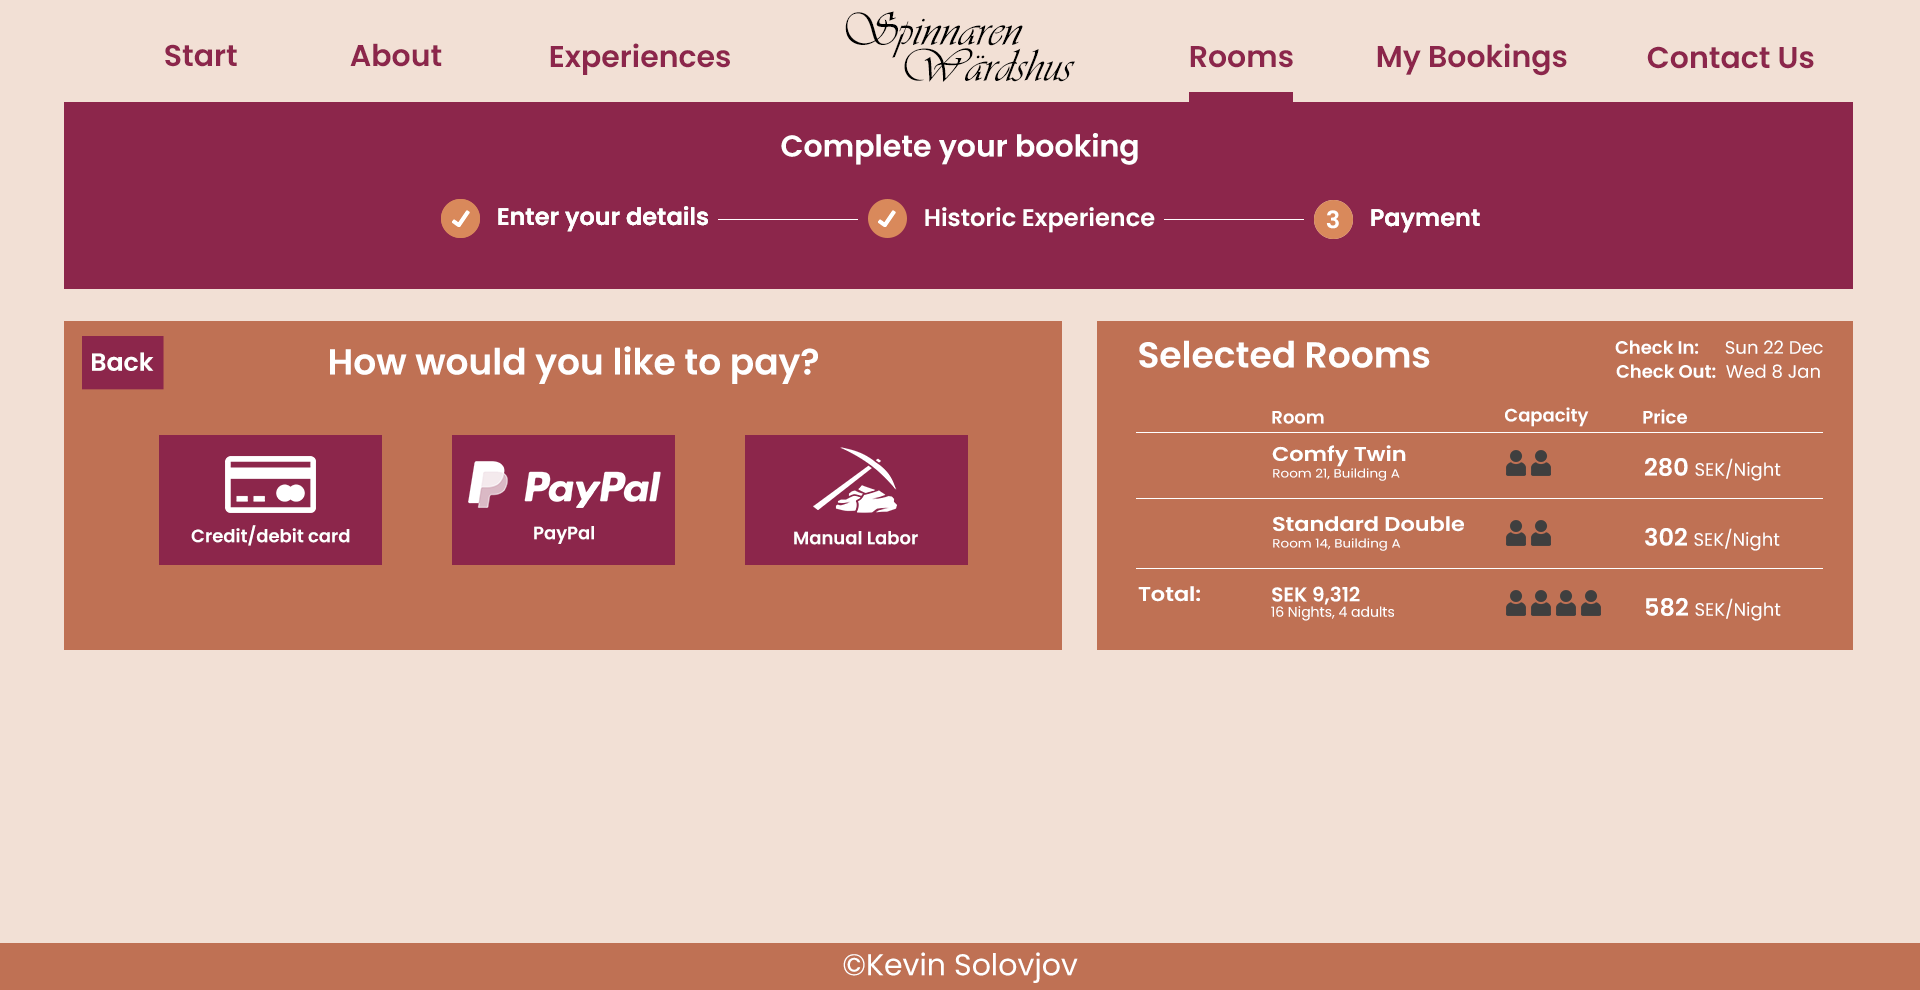 Start
About
Experiences
Spinnaren
Wärdshus
Rooms
My Bookings
Contact Us
Complete your booking
Enter your details
Historic Experience
3 Payment
Back
How would you like to pay?
Credit/debit card
PayPal
PayPal
Manual Labor
Selected Rooms
Check In: Sun 22 Dec
Check Out: Wed 8 Jan
Room Capacity Price
Comfy Twin
Room 21, Building A
280 SEK/Night
Standard Double
Room 14, Building A
302 SEK/Night
Total: SEK 9,312
16 Nights, 4 adults
582 SEK/Night
©Kevin Solovjov